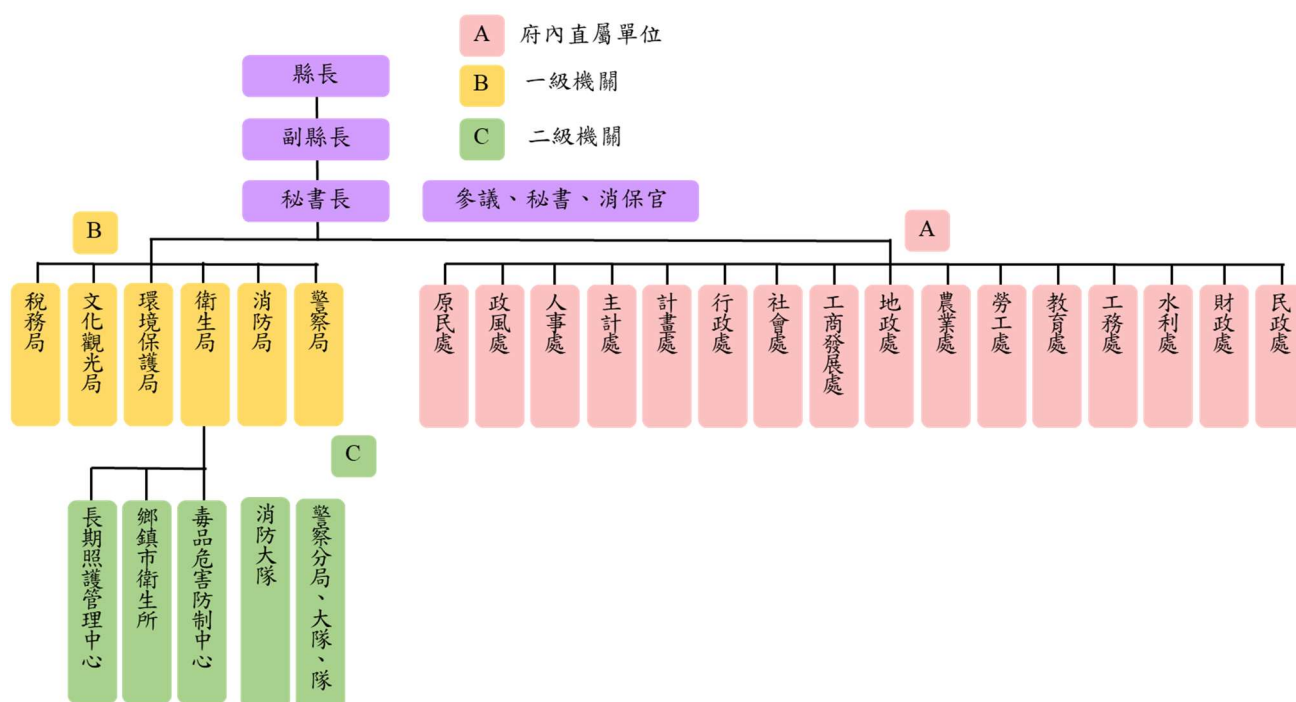 A 府內直屬單位
B 一級機關
C 二級機關
縣長
副縣長
秘書長
參議、秘書、消保官
B
A
稅務局
文化觀光局
環境保護局
衛生局
消防局
警察局
原民處
政風處
人事處
主計處
計畫處
行政處
社會處
工商發展處
地政處
農業處
勞工處
教育處
工務處
水利處
財政處
民政處
C
長期照護管理中心
鄉鎮市衛生所
毒品危害防制中心
消防大隊
警察分局、大隊、隊